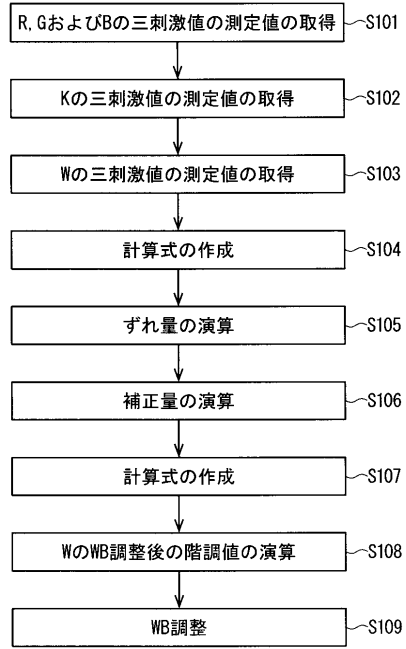 R,GおよびBの三刺激値の測定値の取得 S101
Kの三刺激値の測定値の取得 S102
Wの三刺激値の測定値の取得 S103
計算式の作成 S104
ずれ量の演算 S105
補正量の演算 S106
計算式の作成 S107
WのWB調整後の階調値の演算 S108
WB調整 S109